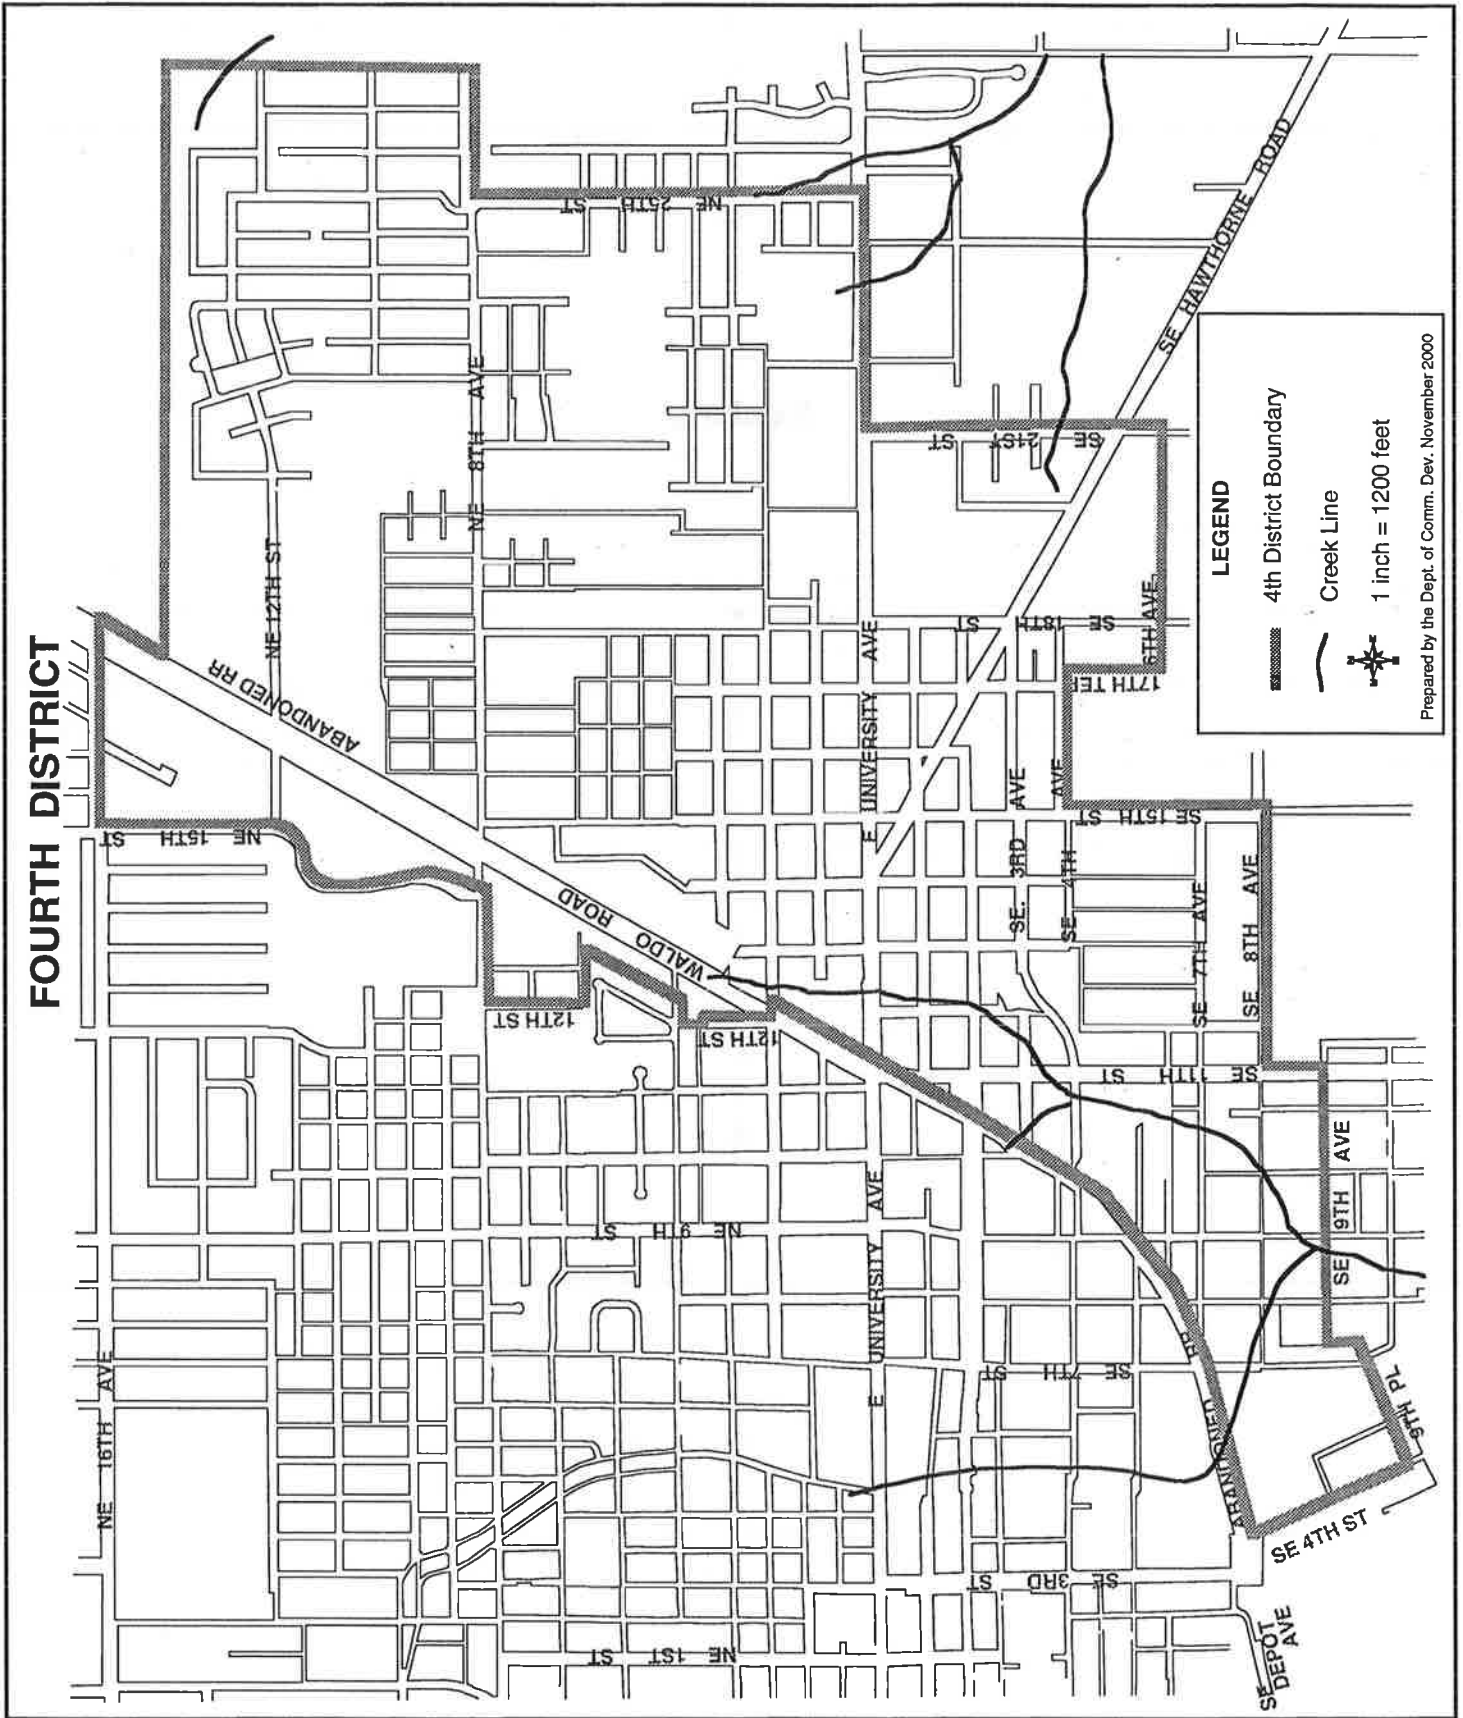 FOURTH DISTRICT
NE 15TH ST
NE 12TH ST
ABANDONED RR
WALDO ROAD
NE 8TH AVE
NE 25TH ST
12TH ST
12TH ST
NE 16TH AVE
NE 9TH ST
NE 1ST ST
E UNIVERSITY AVE
E UNIVERSITY AVE
SE 3RD ST
SE 7TH ST
SE 11TH ST
SE. 3RD AVE
SE 4TH AVE
SE 15TH ST
SE 7TH AVE
SE 8TH AVE
SE 9TH AVE
9TH PL
SE 4TH ST
SE DEPOT AVE
ABANDONED RR
SE 18TH ST
17TH TER
6TH AVE
SE 21ST ST
SE HAWTHORNE ROAD
LEGEND
4th District Boundary
Creek Line
N
E
S
W
1 inch = 1200 feet
Prepared by the Dept. of Comm. Dev. November 2000